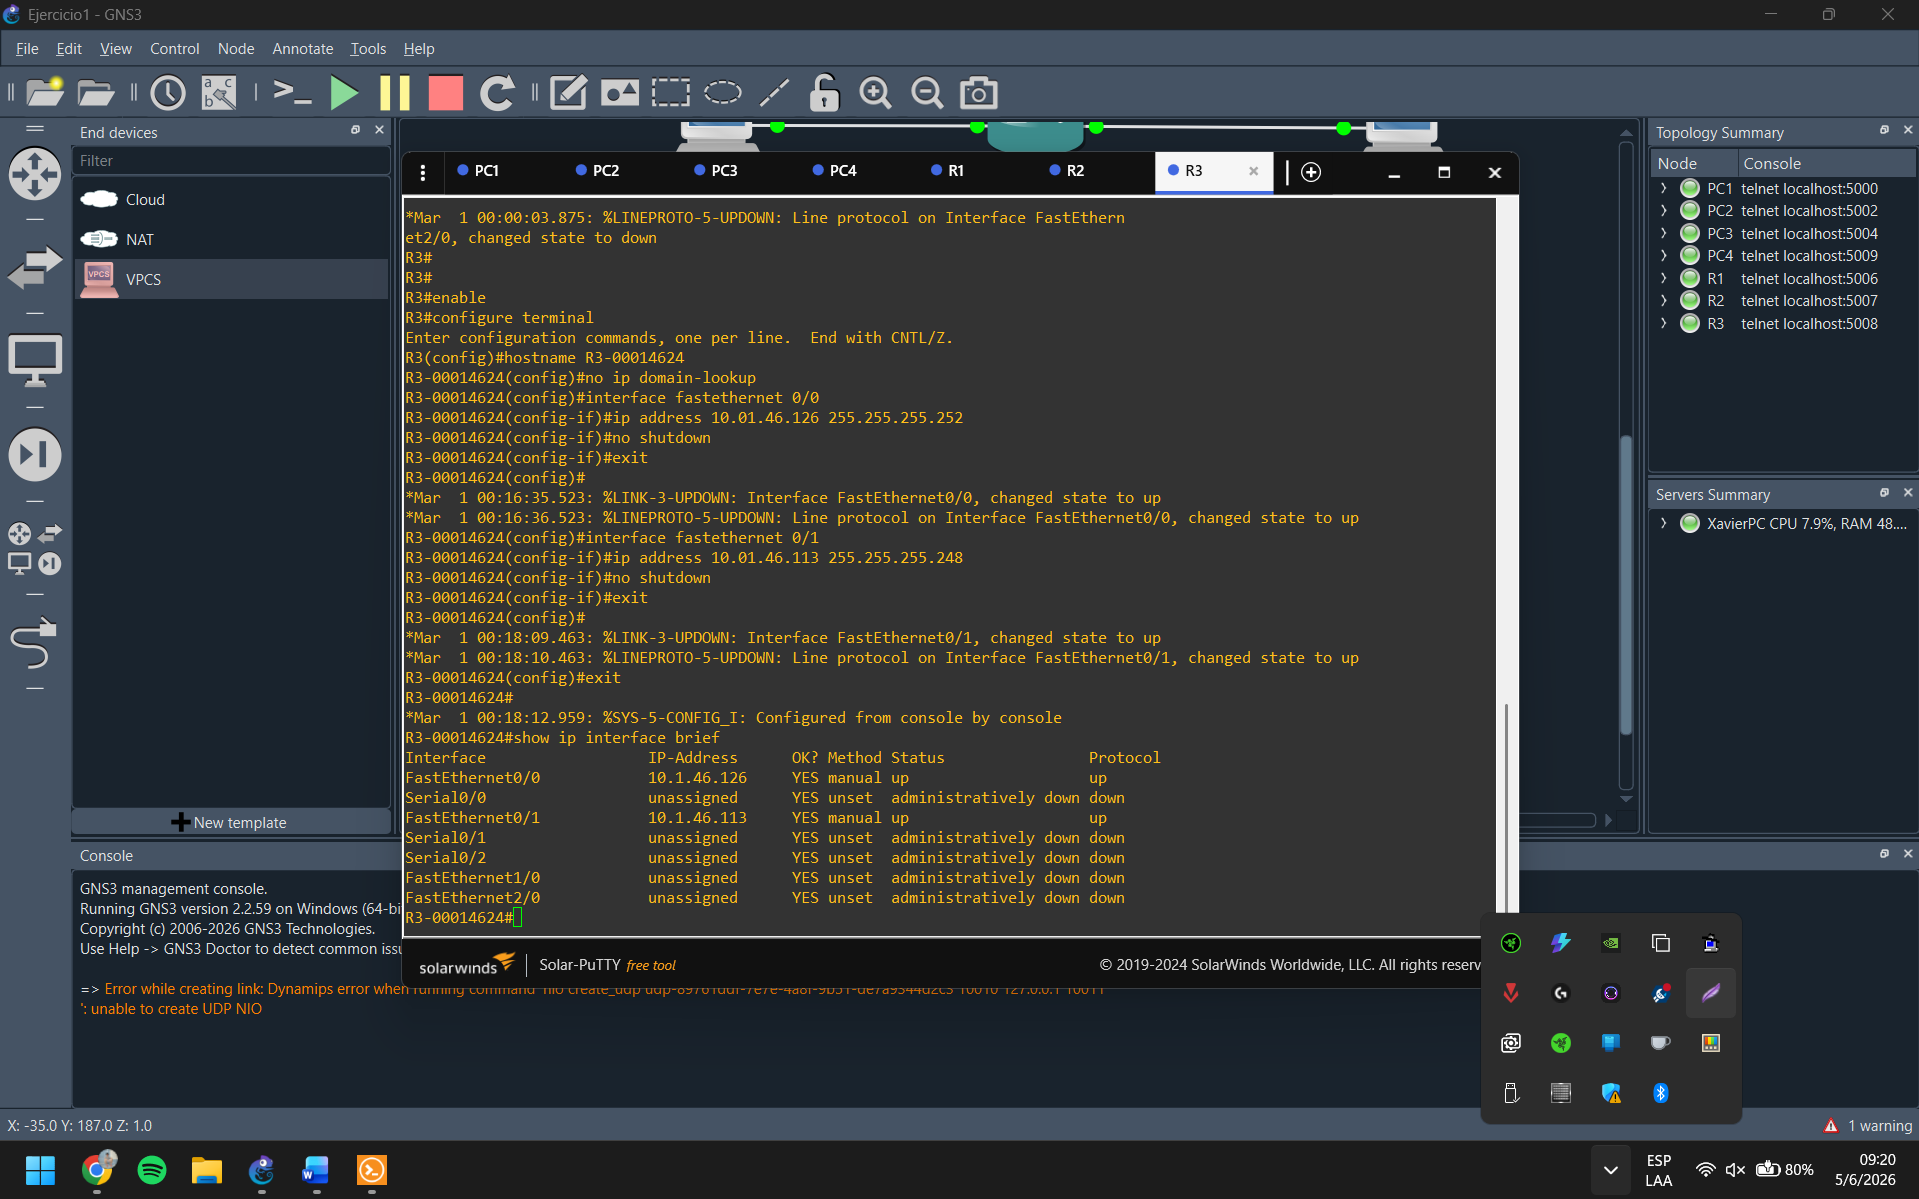 Ejercicio1 - GNS3
File Edit View Control Node Annotate Tools Help
End devices
Filter
Cloud
NAT
VPCS
VPCS
New template
PC1 PC2 PC3 PC4 R1 R2 R3
*Mar  1 00:00:03.875: %LINEPROTO-5-UPDOWN: Line protocol on Interface FastEthern
et2/0, changed state to down
R3#
R3#
R3#enable
R3#configure terminal
Enter configuration commands, one per line.  End with CNTL/Z.
R3(config)#hostname R3-00014624
R3-00014624(config)#no ip domain-lookup
R3-00014624(config)#interface fastethernet 0/0
R3-00014624(config-if)#ip address 10.01.46.126 255.255.255.252
R3-00014624(config-if)#no shutdown
R3-00014624(config-if)#exit
R3-00014624(config)#
*Mar  1 00:16:35.523: %LINK-3-UPDOWN: Interface FastEthernet0/0, changed state to up
*Mar  1 00:16:36.523: %LINEPROTO-5-UPDOWN: Line protocol on Interface FastEthernet0/0, changed state to up
R3-00014624(config)#interface fastethernet 0/1
R3-00014624(config-if)#ip address 10.01.46.113 255.255.255.248
R3-00014624(config-if)#no shutdown
R3-00014624(config-if)#exit
R3-00014624(config)#
*Mar  1 00:18:09.463: %LINK-3-UPDOWN: Interface FastEthernet0/1, changed state to up
*Mar  1 00:18:10.463: %LINEPROTO-5-UPDOWN: Line protocol on Interface FastEthernet0/1, changed state to up
R3-00014624(config)#exit
R3-00014624#
*Mar  1 00:18:12.959: %SYS-5-CONFIG_I: Configured from console by console
R3-00014624#show ip interface brief
Interface                  IP-Address      OK? Method Status                Protocol
FastEthernet0/0            10.1.46.126     YES manual up                    up
Serial0/0                  unassigned      YES unset  administratively down down
FastEthernet0/1            10.1.46.113     YES manual up                    up
Serial0/1                  unassigned      YES unset  administratively down down
Serial0/2                  unassigned      YES unset  administratively down down
FastEthernet1/0            unassigned      YES unset  administratively down down
FastEthernet2/0            unassigned      YES unset  administratively down down
R3-00014624#
solarwinds Solar-PuTTY free tool © 2019-2024 SolarWinds Worldwide, LLC. All rights reserv
Topology Summary
Node Console
PC1 telnet localhost:5000
PC2 telnet localhost:5002
PC3 telnet localhost:5004
PC4 telnet localhost:5009
R1 telnet localhost:5006
R2 telnet localhost:5007
R3 telnet localhost:5008
Servers Summary
XavierPC CPU 7.9%, RAM 48....
Console
GNS3 management console.
Running GNS3 version 2.2.59 on Windows (64-bi
Copyright (c) 2006-2026 GNS3 Technologies.
Use Help -> GNS3 Doctor to detect common issu
=> Error while creating link: Dynamips error when running command
': unable to create UDP NIO
X: -35.0 Y: 187.0 Z: 1.0
1 warning
ESP
LAA
80%
09:20
5/6/2026